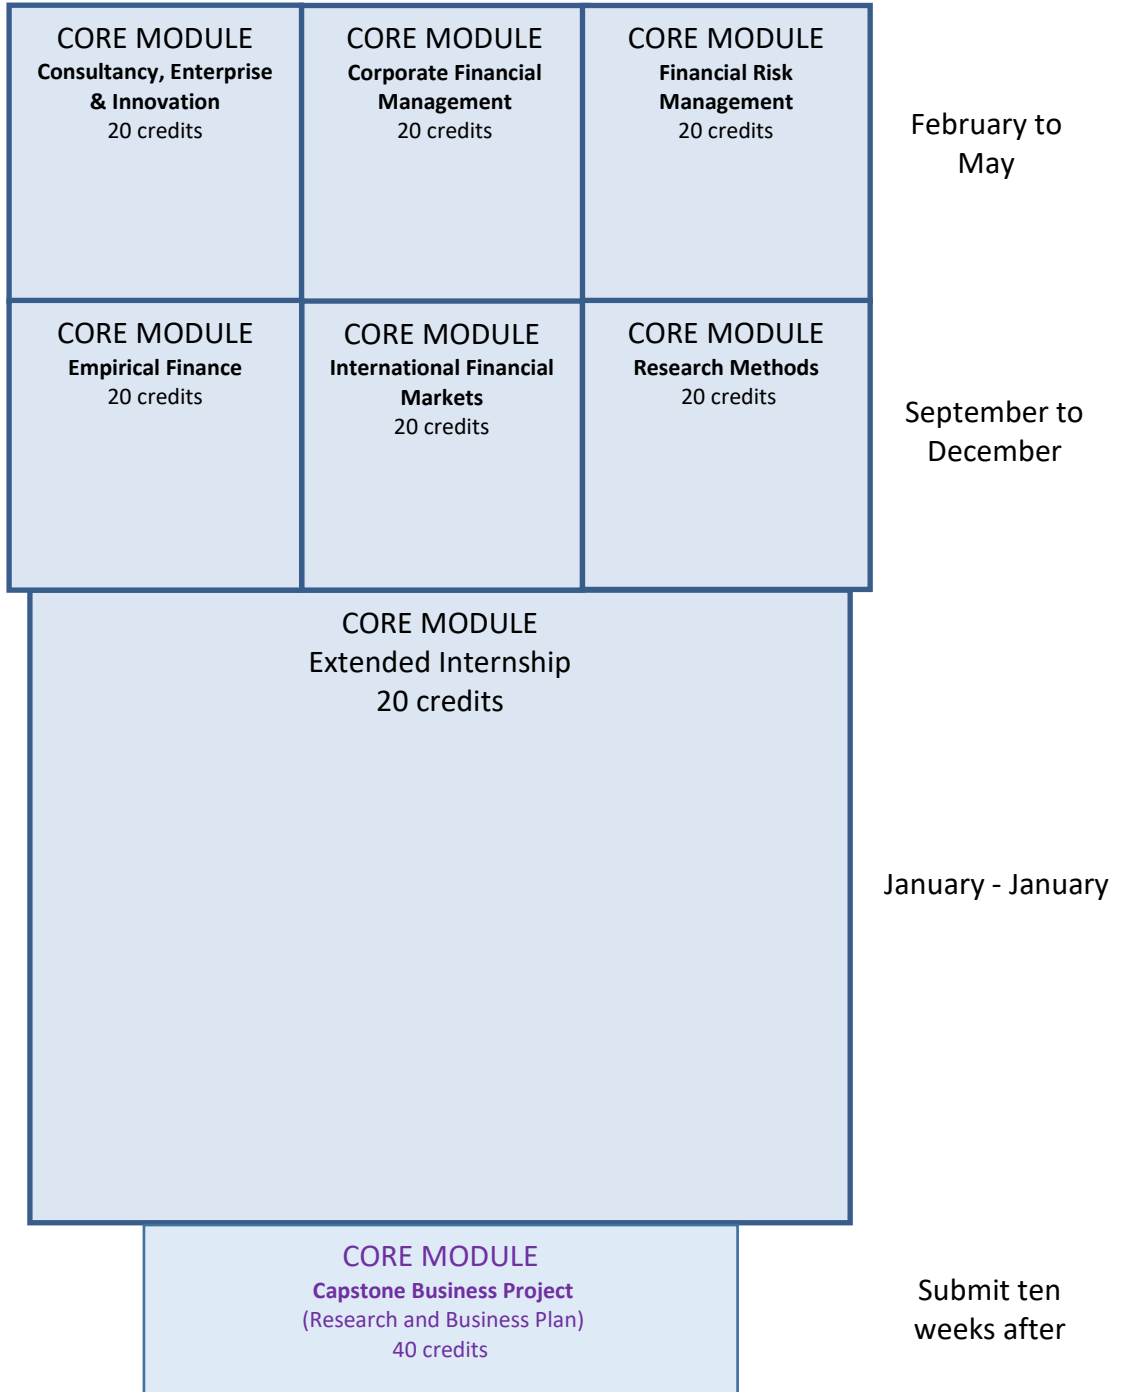 CORE MODULE
Consultancy, Enterprise
& Innovation
20 credits
CORE MODULE
Corporate Financial
Management
20 credits
CORE MODULE
Financial Risk
Management
20 credits
February to
May
CORE MODULE
Empirical Finance
20 credits
CORE MODULE
International Financial
Markets
20 credits
CORE MODULE
Research Methods
20 credits
September to
December
CORE MODULE
Extended Internship
20 credits
January - January
CORE MODULE
Capstone Business Project
(Research and Business Plan)
40 credits
Submit ten
weeks after